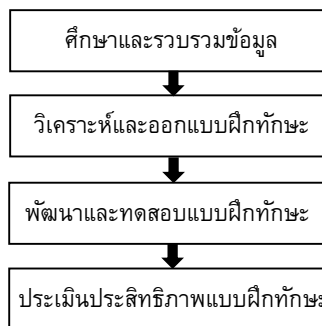 ศึกษาและรวบรวมข้อมูล
วิเคราะห์และออกแบบฝึกทักษะ
พัฒนาและทดสอบแบบฝึกทักษะ
ประเมินประสิทธิภาพแบบฝึกทักษะ